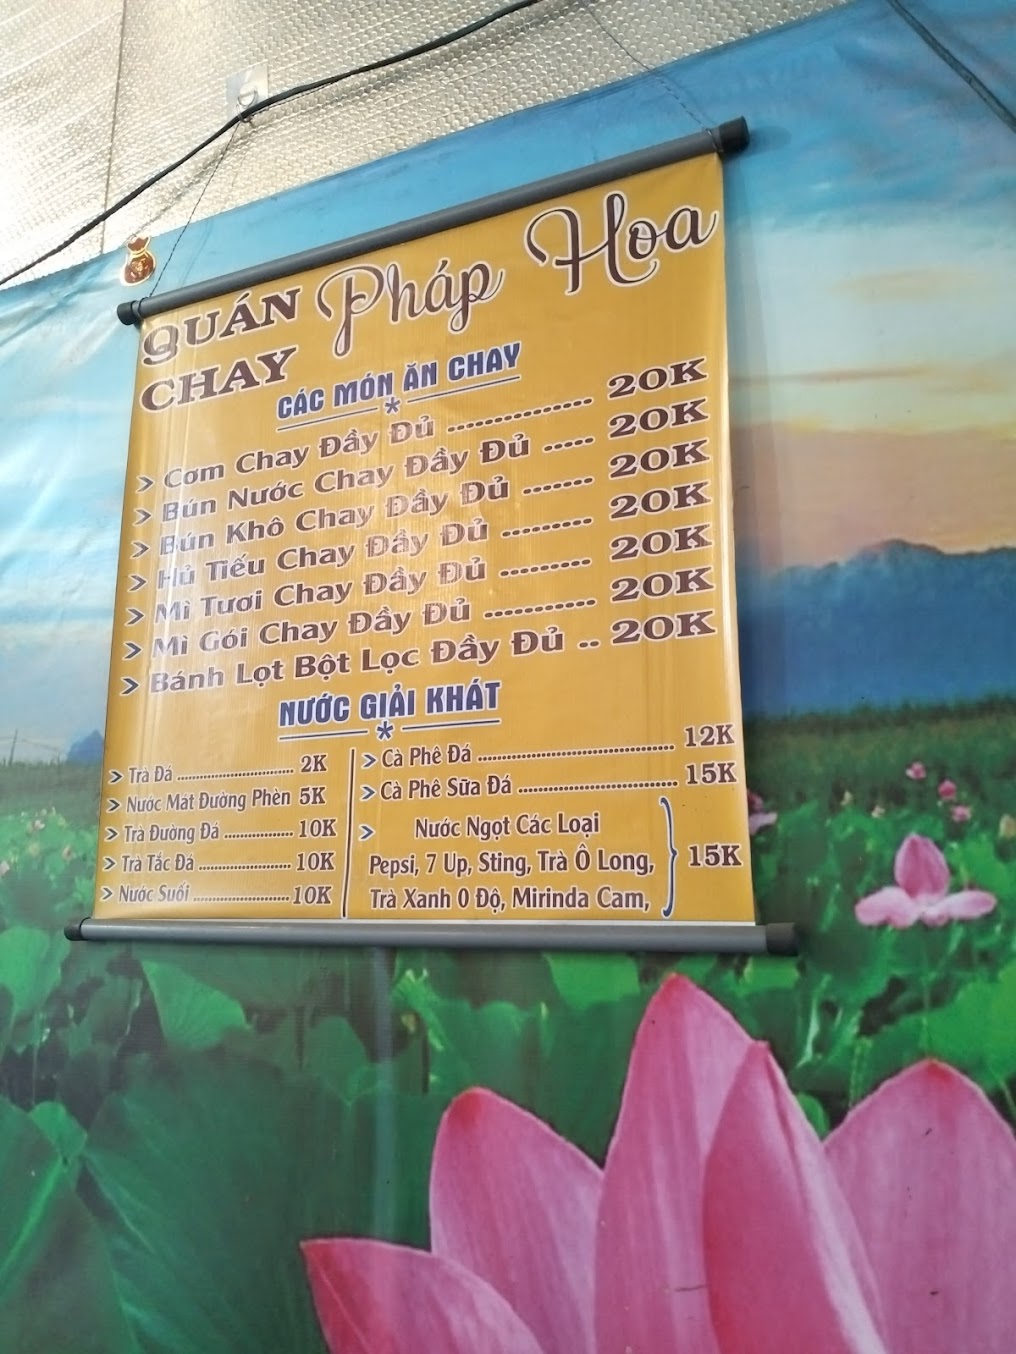 QUÁN CHAY Pháp Hoa
CÁC MÓN ĂN CHAY
*
> Cơm Chay Đầy Đủ ............... 20K
> Bún Nước Chay Đầy Đủ ..... 20K
> Bún Khô Chay Đầy Đủ ....... 20K
> Hủ Tiếu Chay Đầy Đủ ......... 20K
> Mì Tươi Chay Đầy Đủ ......... 20K
> Mì Gói Chay Đầy Đủ ........... 20K
> Bánh Lọt Bột Lọc Đầy Đủ .. 20K
NƯỚC GIẢI KHÁT
*
> Trà Đá ............................ 2K
> Nước Mát Đường Phèn 5K
> Trà Đường Đá ................. 10K
> Trà Tắc Đá ...................... 10K
> Nước Suối ....................... 10K
> Cà Phê Đá ........................................ 12K
> Cà Phê Sữa Đá ................................ 15K
> Nước Ngọt Các Loại
Pepsi, 7 Up, Sting, Trà Ô Long,
Trà Xanh 0 Độ, Mirinda Cam,
15K